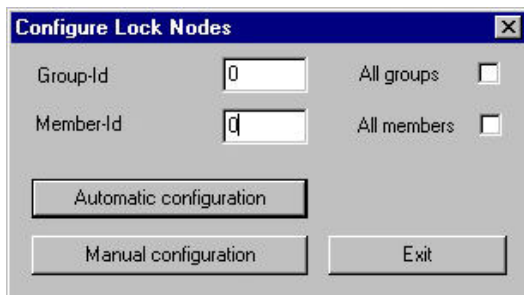 Configure Lock Nodes
Group-Id 0 All groups
Member-Id 0 All members
Automatic configuration
Manual configuration Exit